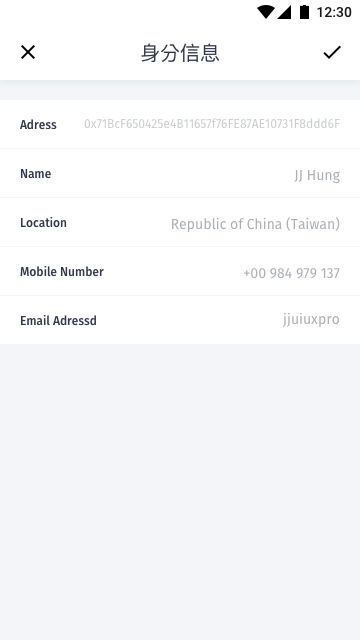 12:30
身分信息
Adress 0x71BcF650425e4B11657f76FE87AE10731F8ddd6F
Name JJ Hung
Location Republic of China (Taiwan)
Mobile Number +00 984 979 137
Email Adressd jjuiuxpro